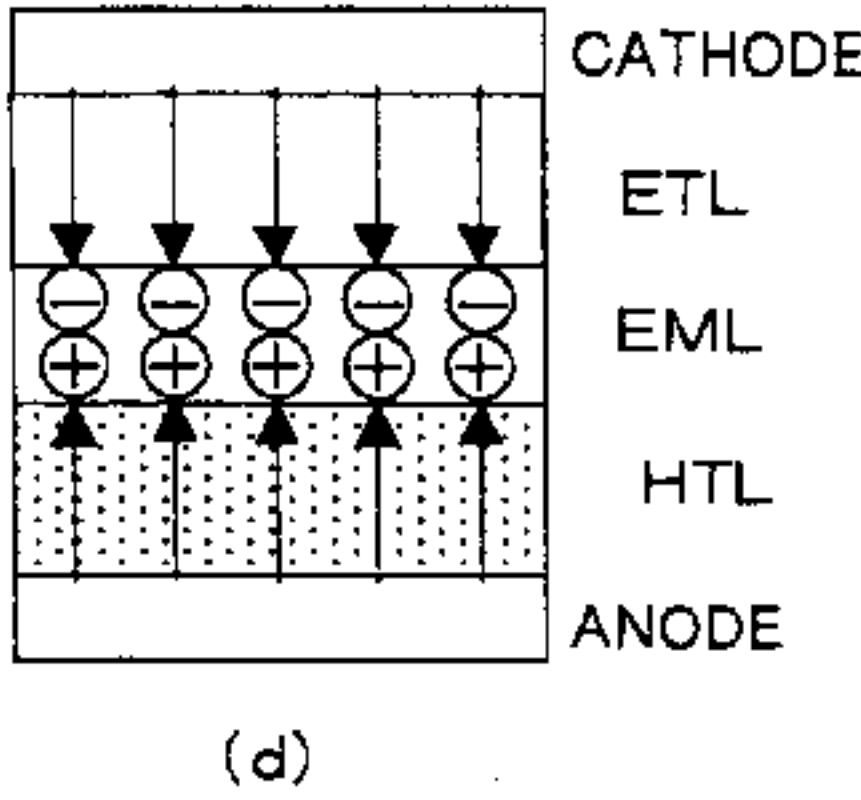 CATHODE
ETL
− − − − −
EML
+ + + + +
HTL
ANODE
(d)